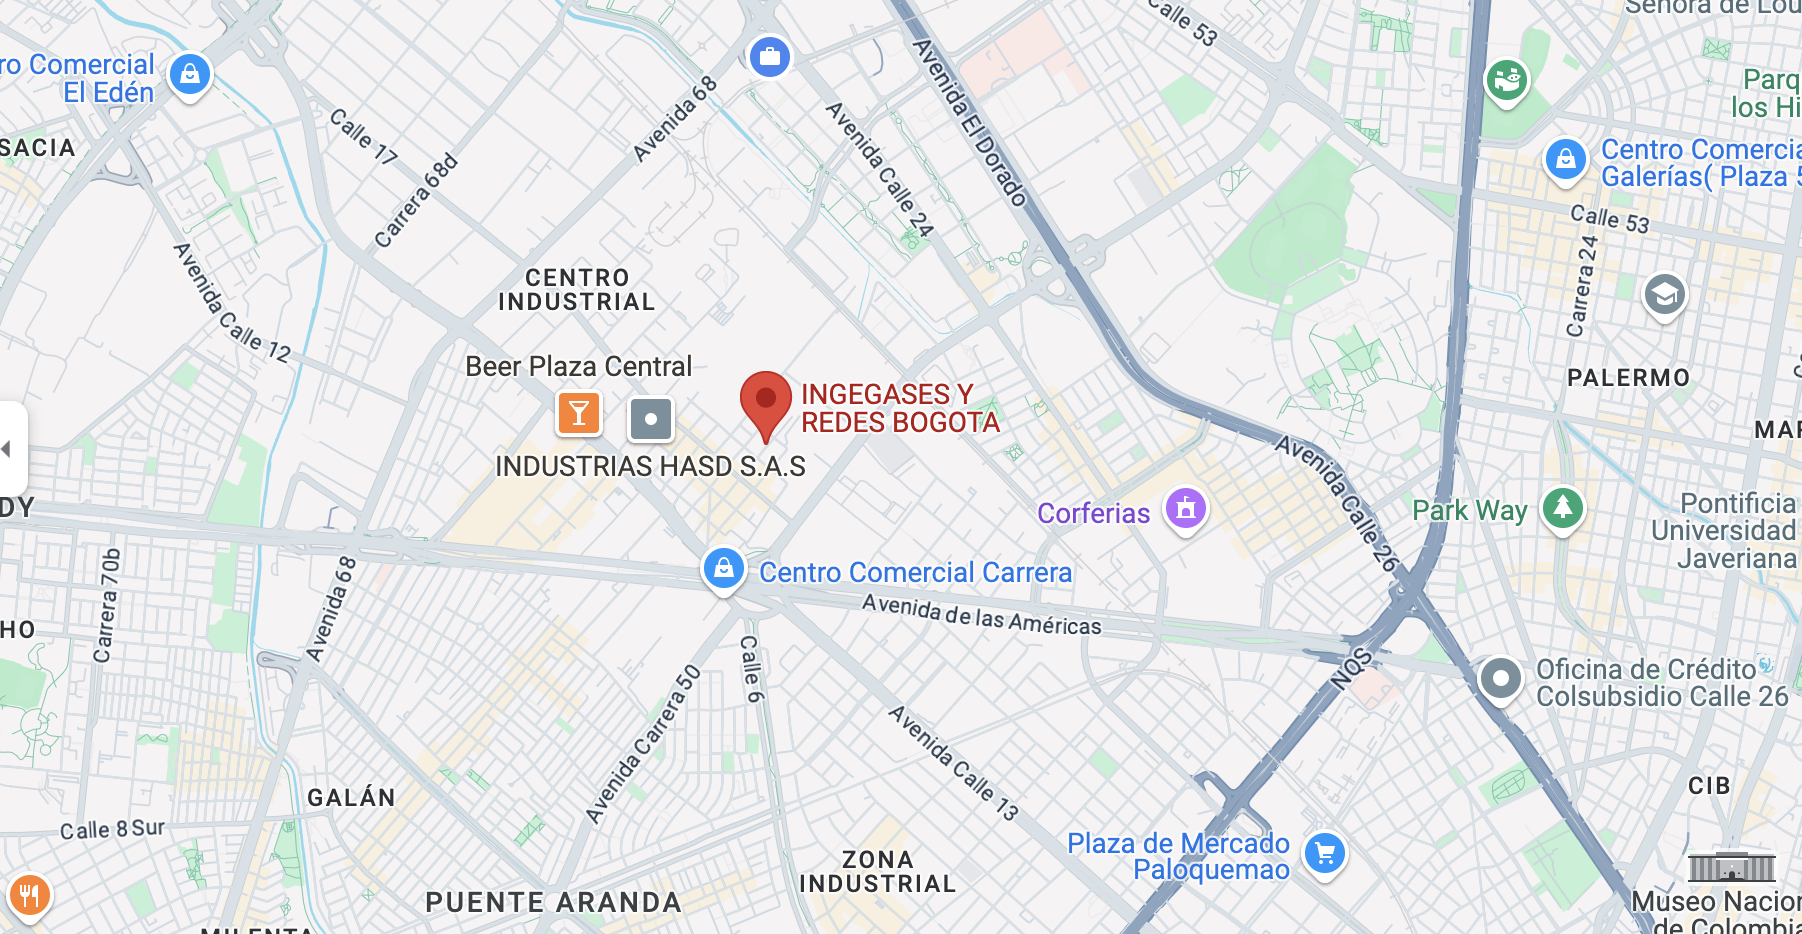 Señora de Lou
Calle 53
ro Comercial
El Edén
Avenida 68
Avenida El Dorado
Parq
los Hi
Calle 17
Avenida Calle 24
SACIA
Centro Comercia
Galerías( Plaza 5
Carrera 68d
Calle 53
Carrera 24
Avenida Calle 12
CENTRO
INDUSTRIAL
Beer Plaza Central
PALERMO
INGEGASES Y
REDES BOGOTA
MAR
INDUSTRIAS HASD S.A.S
Avenida Calle 26
DY
Corferias
Park Way
Pontificia
Universidad
Javeriana
Carrera 70b
Avenida 68
Centro Comercial Carrera
Avenida de las Américas
HO
Calle 6
NQS
Oficina de Crédito
Colsubsidio Calle 26
Avenida Carrera 50
Avenida Calle 13
GALÁN
CIB
Calle 8 Sur
Plaza de Mercado
Paloquemao
ZONA
INDUSTRIAL
PUENTE ARANDA
Museo Nacion
de Colombia
MILENTA